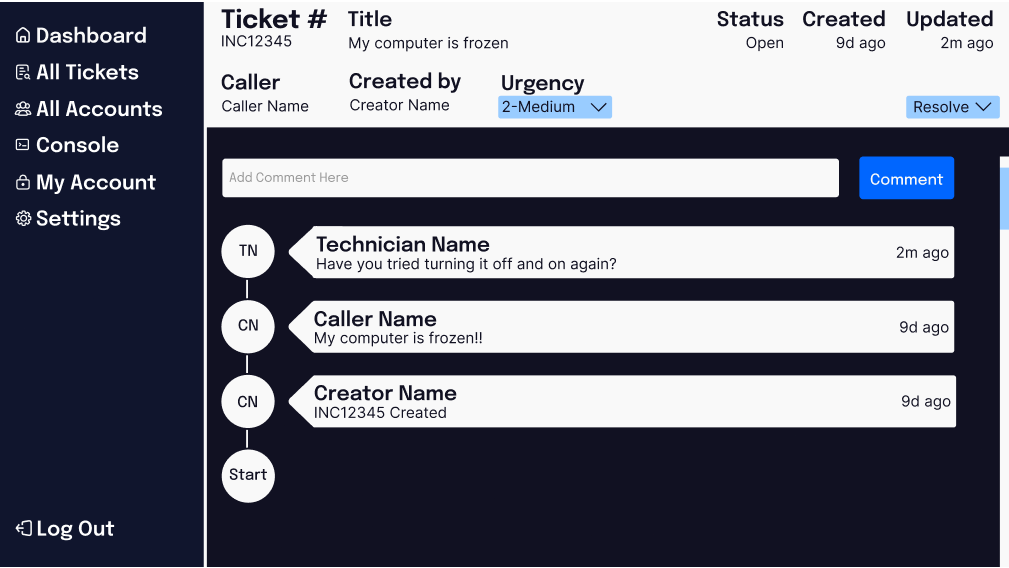 Dashboard
All Tickets
All Accounts
Console
My Account
Settings
Log Out
Ticket # Title Status Created Updated
INC12345 My computer is frozen Open 9d ago 2m ago
Caller Created by Urgency
Caller Name Creator Name 2-Medium Resolve
Add Comment Here Comment
TN Technician Name 2m ago
Have you tried turning it off and on again?
CN Caller Name 9d ago
My computer is frozen!!
CN Creator Name 9d ago
INC12345 Created
Start